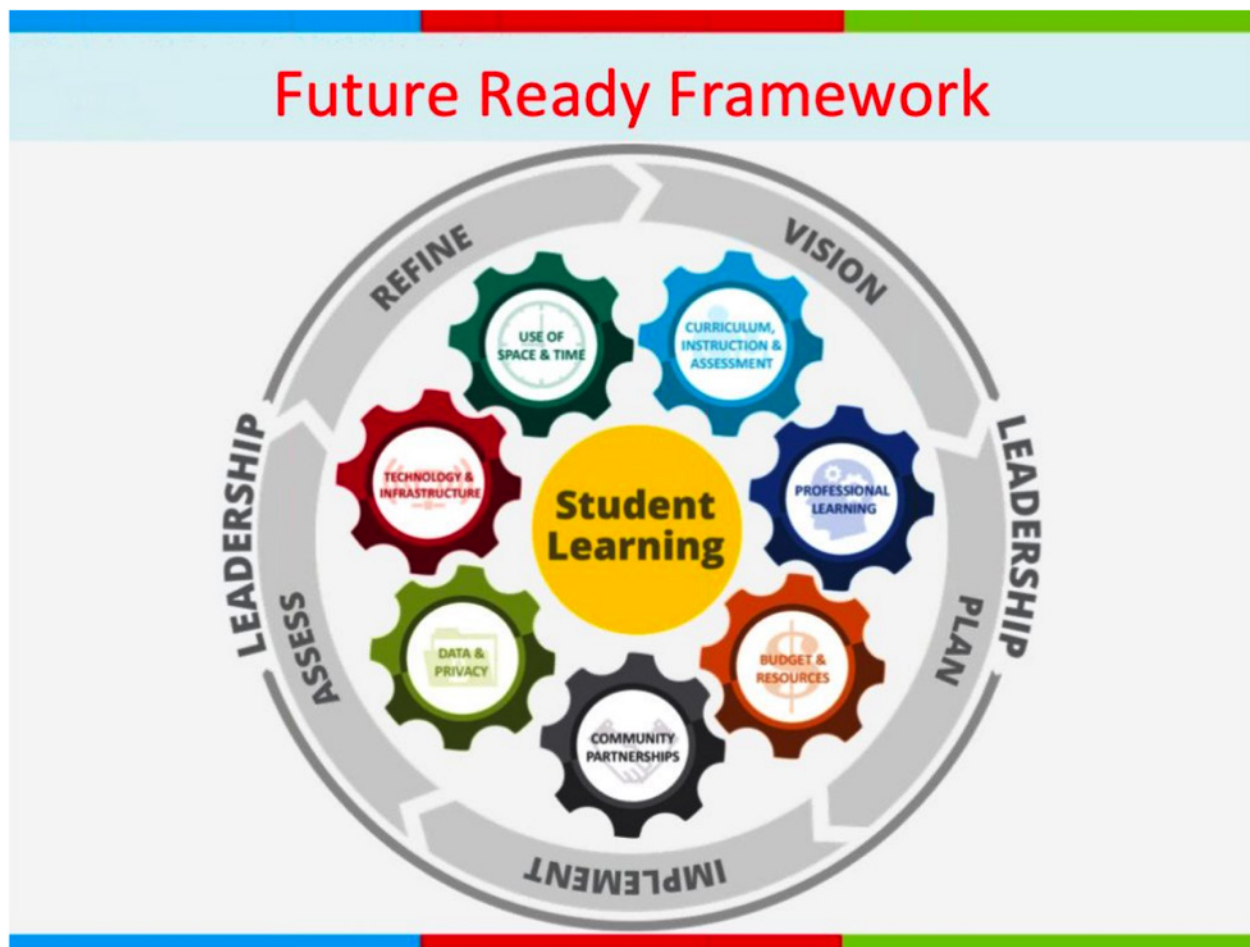 Future Ready Framework
REFINE
VISION
USE OF
SPACE & TIME
CURRICULUM,
INSTRUCTION &
ASSESSMENT
LEADERSHIP
LEADERSHIP
TECHNOLOGY &
INFRASTRUCTURE
Student
Learning
PROFESSIONAL
LEARNING
ASSESS
PLAN
DATA &
PRIVACY
BUDGET &
RESOURCES
COMMUNITY
PARTNERSHIPS
IMPLEMENT